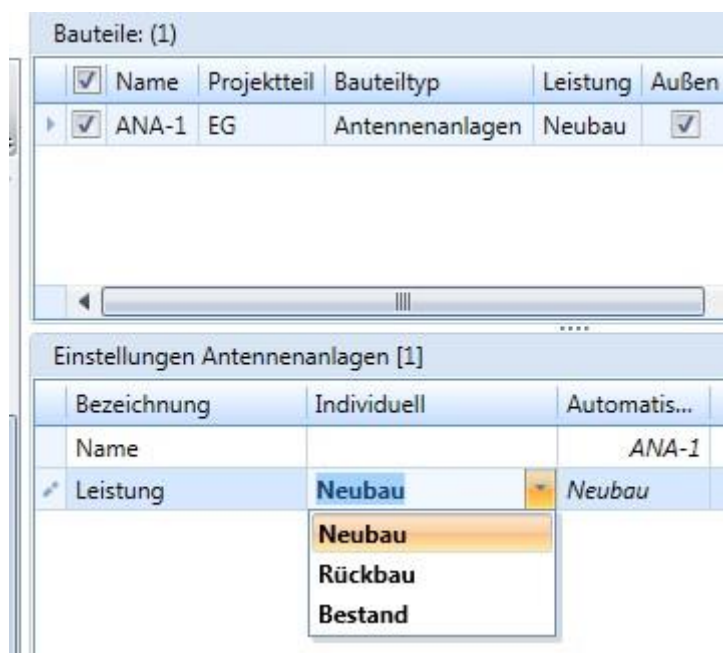 Bauteile: (1)
Name Projektteil Bauteiltyp Leistung Außen
ANA-1 EG Antennenanlagen Neubau
Einstellungen Antennenanlagen [1]
Bezeichnung Individuell Automatis...
Name ANA-1
Leistung Neubau Neubau
Neubau
Rückbau
Bestand